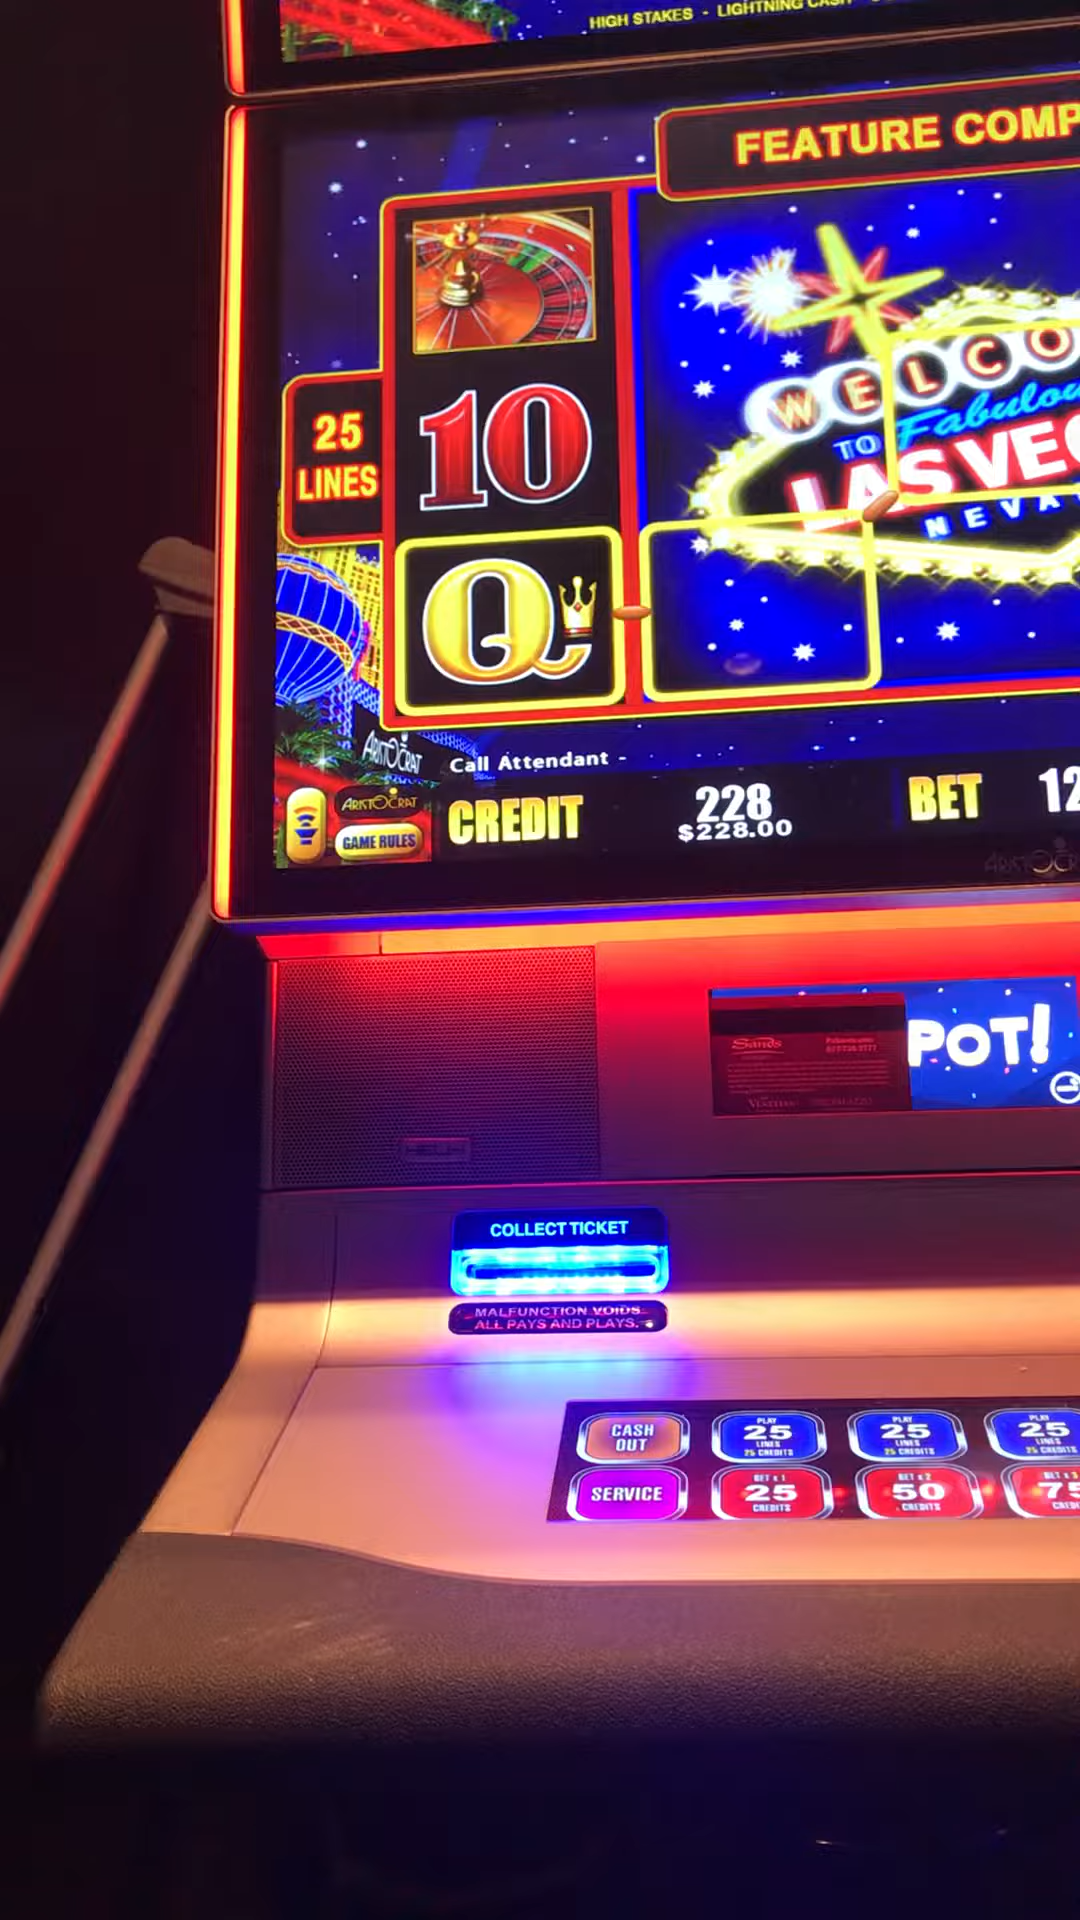 HIGH STAKES - LIGHTNING CASH
FEATURE COMP
25
LINES
10
Q
WELCO
TO Fabulou
LAS VEG
NEVA
ARISTOCRAT
Call Attendant -
ARISTOCRAT
GAME RULES
CREDIT
228
$228.00
BET
12
POT!
Sands
HELIX
COLLECT TICKET
MALFUNCTION VOIDS
ALL PAYS AND PLAYS.
CASH
OUT
PLAY
25
LINES
25 CREDITS
PLAY
25
LINES
25 CREDITS
PLAY
25
LINES
25 CREDITS
SERVICE
BET x 1
25
CREDITS
BET x 2
50
CREDITS
BET x 3
75
CREDI